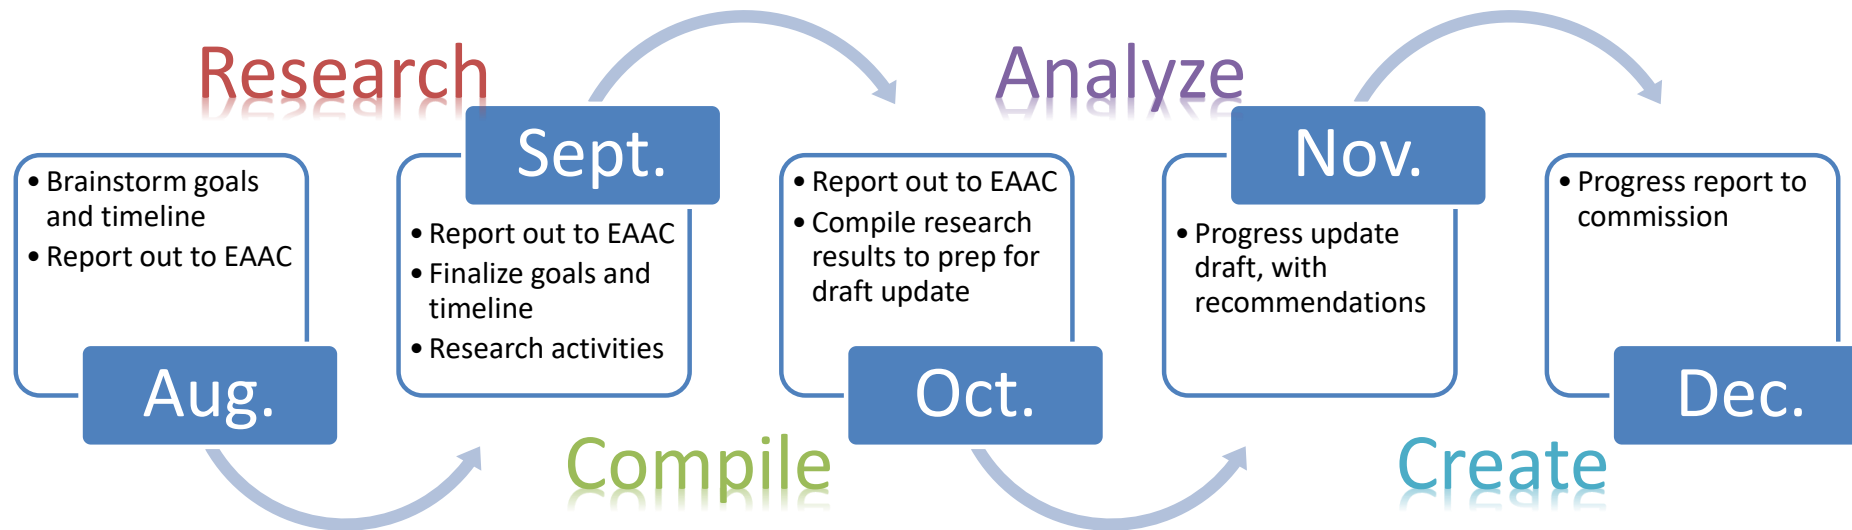 Research
Analyze
Aug.
• Brainstorm goals
and timeline
• Report out to EAAC
Sept.
• Report out to EAAC
• Finalize goals and
timeline
• Research activities
Compile
Oct.
• Report out to EAAC
• Compile research
results to prep for
draft update
Nov.
• Progress update
draft, with
recommendations
Create
Dec.
• Progress report to
commission